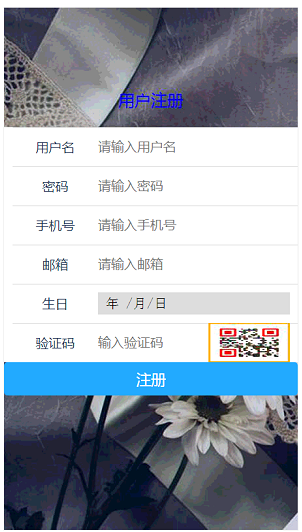 用户注册
用户名 请输入用户名
密码 请输入密码
手机号 请输入手机号
邮箱 请输入邮箱
生日 年 /月/日
验证码 输入验证码
注册